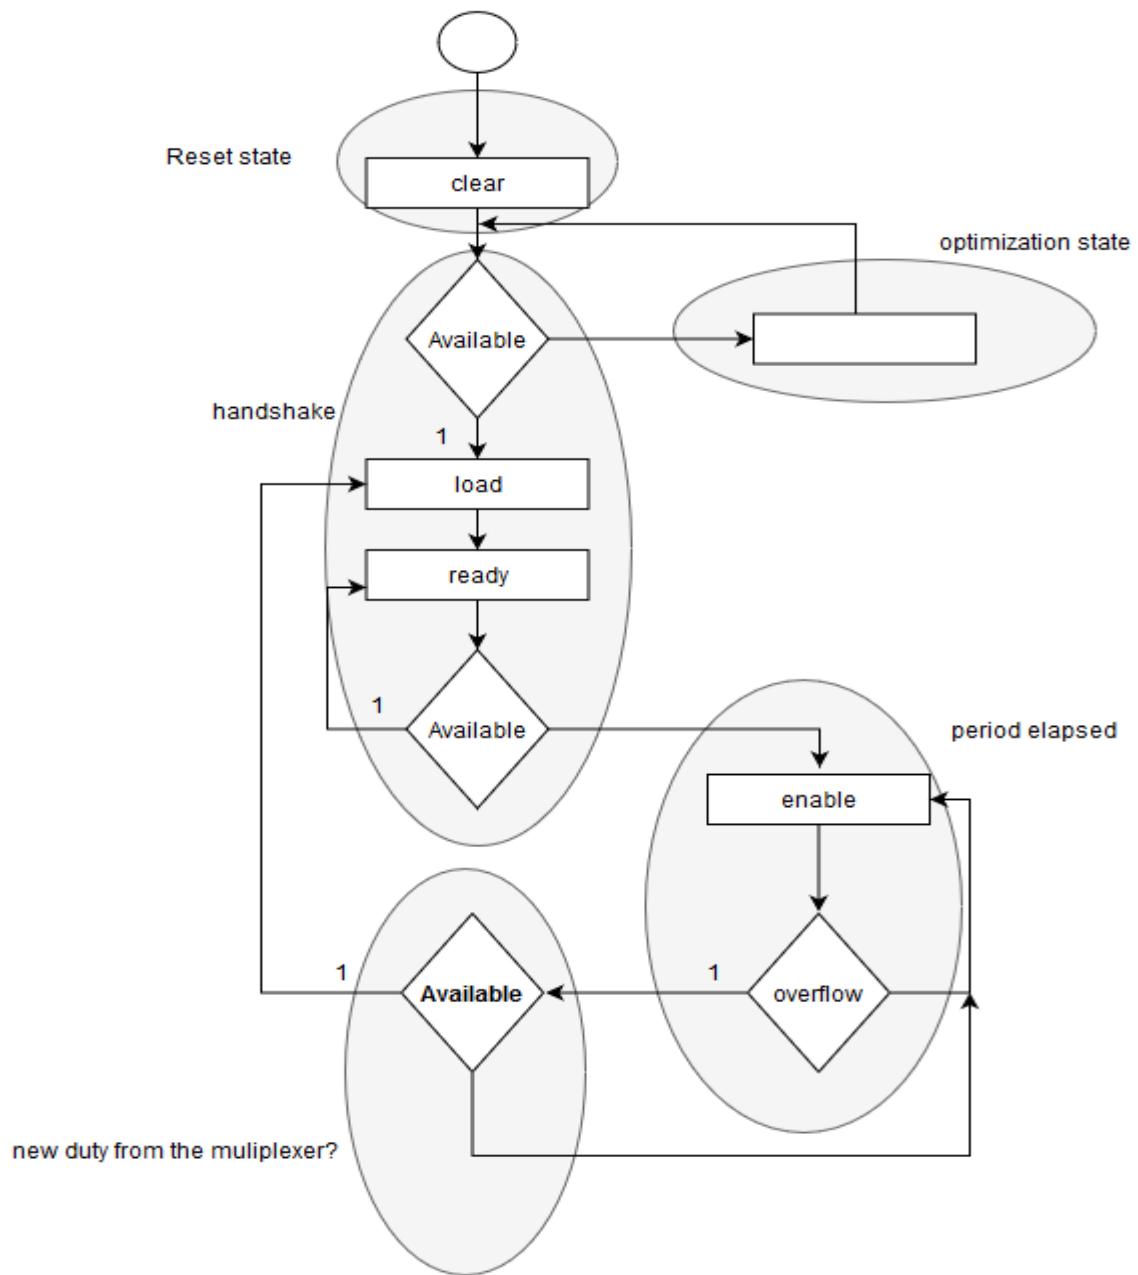 Reset state
clear
optimization state
Available
handshake
1
load
ready
1
Available
period elapsed
enable
1
Available
1
overflow
new duty from the muliplexer?